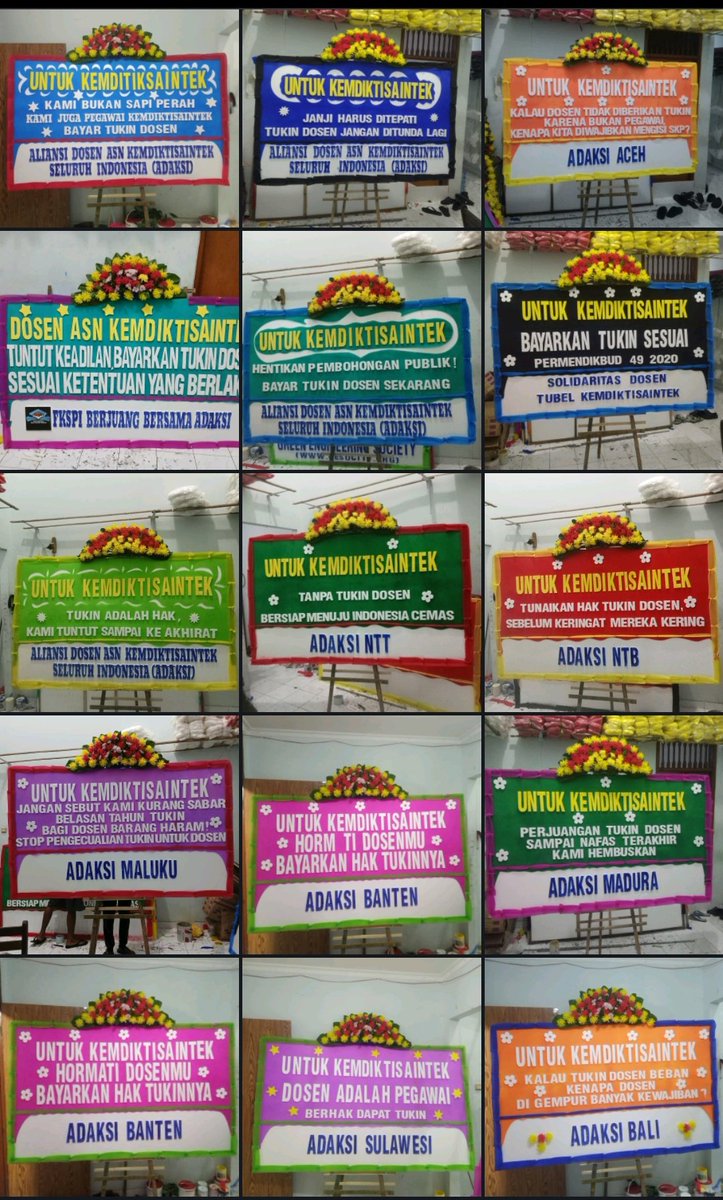 UNTUK KEMDITIKSAINTEK
KAMI BUKAN SAPI PERAH
KAMI JUGA PEGAWAI KEMDIKTISAINTEK
BAYAR TUKIN DOSEN
ALIANSI DOSEN ASN KEMDIKTISAINTEK
SELURUH INDONESIA (ADAKSI)
UNTUK KEMDIKTISAINTEK
JANJI HARUS DITEPATI
TUKIN DOSEN JANGAN DITUNDA LAGI
ALIANSI DOSEN ASN KEMDIKTISAINTEK
SELURUH INDONESIA (ADAKSI)
UNTUK KEMDIKTISAINTEK
KALAU DOSEN TIDAK DIBERIKAN TUKIN
KARENA BUKAN PEGAWAI,
KENAPA KITA DIWAJIBKAN MENGISI SKP?
ADAKSI ACEH
DOSEN ASN KEMDIKTISAINTE
TUNTUT KEADILAN, BAYARKAN TUKIN DOS
SESUAI KETENTUAN YANG BERLAK
FKSPI BERJUANG BERSAMA ADAKSI
UNTUK KEMDIKTISAINTEK
HENTIKAN PEMBOHONGAN PUBLIK !
BAYAR TUKIN DOSEN SEKARANG
ALIANSI DOSEN ASN KEMDIKTISAINTEK
SELURUH INDONESIA (ADAKSI)
GREEN ENGINEERING SOCIETY
UNTUK KEMDIKTISAINTEK
BAYARKAN TUKIN SESUAI
PERMENDIKBUD 49 2020
SOLIDARITAS DOSEN
TUBEL KEMDIKTISAINTEK
UNTUK KEMDIKTISAINTEK
TUKIN ADALAH HAK,
KAMI TUNTUT SAMPAI KE AKHIRAT
ALIANSI DOSEN ASN KEMDIKTISAINTEK
SELURUH INDONESIA (ADAKSI)
UNTUK KEMDIKTISAINTEK
TANPA TUKIN DOSEN
BERSIAP MENUJU INDONESIA CEMAS
ADAKSI NTT
UNTUK KEMDIKTISAINTEK
TUNAIKAN HAK TUKIN DOSEN,
SEBELUM KERINGAT MEREKA KERING
ADAKSI NTB
UNTUK KEMDIKTISAINTEK
JANGAN SEBUT KAMI KURANG SABAR
BELASAN TAHUN TUKIN
BAGI DOSEN BARANG HARAM!
STOP PENGECUALIAN TUKIN UNTUK DOSEN
ADAKSI MALUKU
BERSIAP MENU
UNTUK KEMDIKTISAINTEK
HORM TI DOSENMU
BAYARKAN HAK TUKINNYA
ADAKSI BANTEN
UNTUK KEMDIKTISAINTEK
PERJUANGAN TUKIN DOSEN
SAMPAI NAFAS TERAKHIR
KAMI HEMBUSKAN
ADAKSI MADURA
UNTUK KEMDIKTISAINTEK
HORMATI DOSENMU
BAYARKAN HAK TUKINNYA
ADAKSI BANTEN
UNTUK KEMDIKTISAINTEK
DOSEN ADALAH PEGAWAI
BERHAK DAPAT TUKIN
ADAKSI SULAWESI
UNTUK KEMDIKTISAINTEK
KALAU TUKIN DOSEN BEBAN
KENAPA DOSEN
DI GEMPUR BANYAK KEWAJIBAN ?
ADAKSI BALI